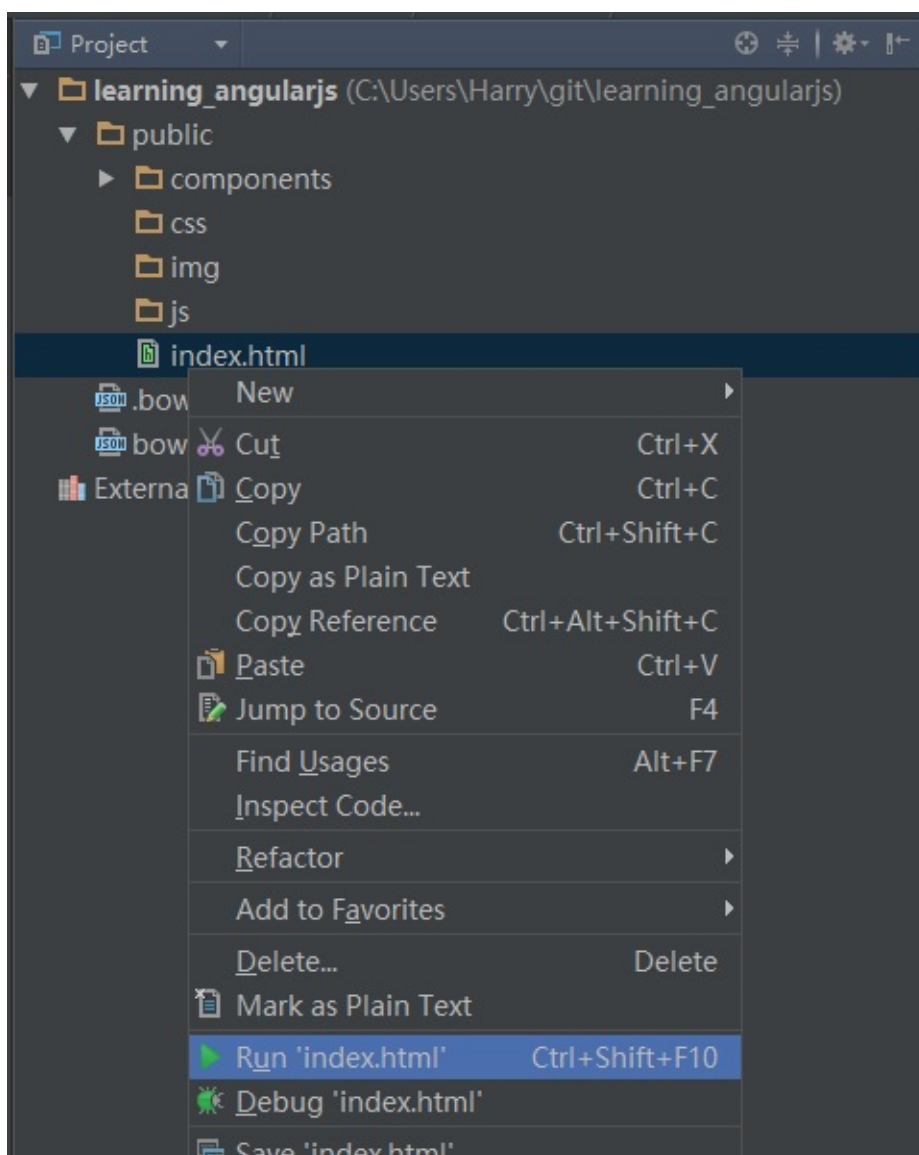 Project
learning_angularjs (C:\Users\Harry\git\learning_angularjs)
public
components
css
img
js
index.html
.bow
bow
Externa
New
Cut Ctrl+X
Copy Ctrl+C
Copy Path Ctrl+Shift+C
Copy as Plain Text
Copy Reference Ctrl+Alt+Shift+C
Paste Ctrl+V
Jump to Source F4
Find Usages Alt+F7
Inspect Code...
Refactor
Add to Favorites
Delete... Delete
Mark as Plain Text
Run 'index.html' Ctrl+Shift+F10
Debug 'index.html'
Save 'index.html'